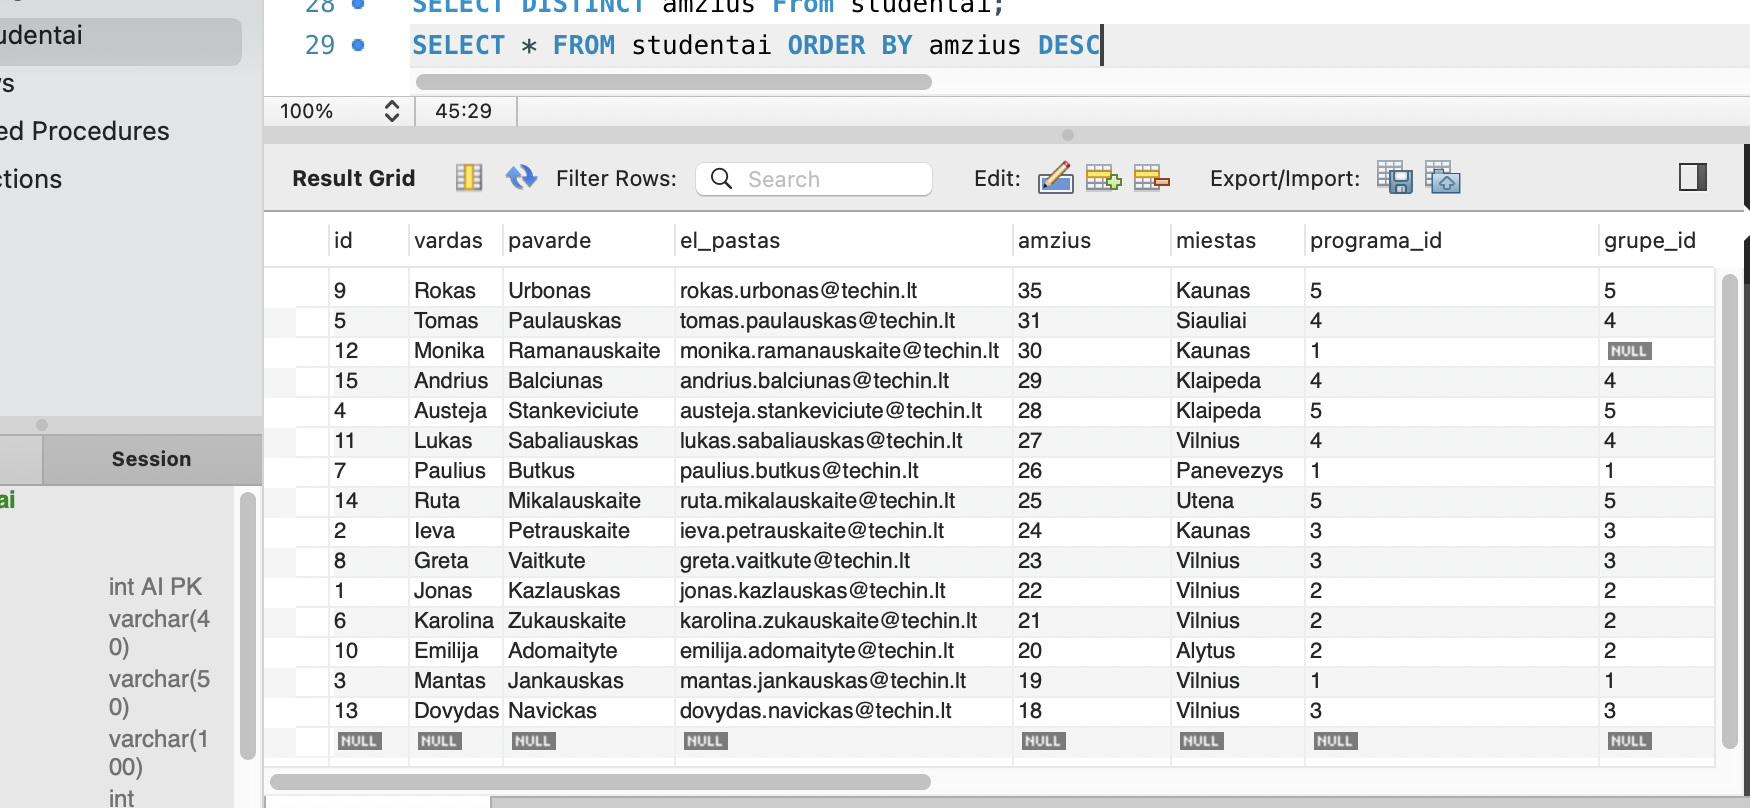 28 SELECT DISTINCT amzius From studentai;
udentai
29 SELECT * FROM studentai ORDER BY amzius DESC
100% 45:29
ed Procedures
Result Grid Filter Rows: Search Edit: Export/Import:
id vardas pavarde el_pastas amzius miestas programa_id grupe_id
9 Rokas Urbonas rokas.urbonas@techin.lt 35 Kaunas 5 5
5 Tomas Paulauskas tomas.paulauskas@techin.lt 31 Siauliai 4 4
12 Monika Ramanauskaite monika.ramanauskaite@techin.lt 30 Kaunas 1 NULL
15 Andrius Balciunas andrius.balciunas@techin.lt 29 Klaipeda 4 4
4 Austeja Stankeviciute austeja.stankeviciute@techin.lt 28 Klaipeda 5 5
11 Lukas Sabaliauskas lukas.sabaliauskas@techin.lt 27 Vilnius 4 4
7 Paulius Butkus paulius.butkus@techin.lt 26 Panevezys 1 1
14 Ruta Mikalauskaite ruta.mikalauskaite@techin.lt 25 Utena 5 5
2 Ieva Petrauskaite ieva.petrauskaite@techin.lt 24 Kaunas 3 3
8 Greta Vaitkute greta.vaitkute@techin.lt 23 Vilnius 3 3
1 Jonas Kazlauskas jonas.kazlauskas@techin.lt 22 Vilnius 2 2
6 Karolina Zukauskaite karolina.zukauskaite@techin.lt 21 Vilnius 2 2
10 Emilija Adomaityte emilija.adomaityte@techin.lt 20 Alytus 2 2
3 Mantas Jankauskas mantas.jankauskas@techin.lt 19 Vilnius 1 1
13 Dovydas Navickas dovydas.navickas@techin.lt 18 Vilnius 3 3
NULL NULL NULL NULL NULL NULL NULL NULL
s
ctions
Session
ai
int AI PK
varchar(4
0)
varchar(5
0)
varchar(1
00)
int